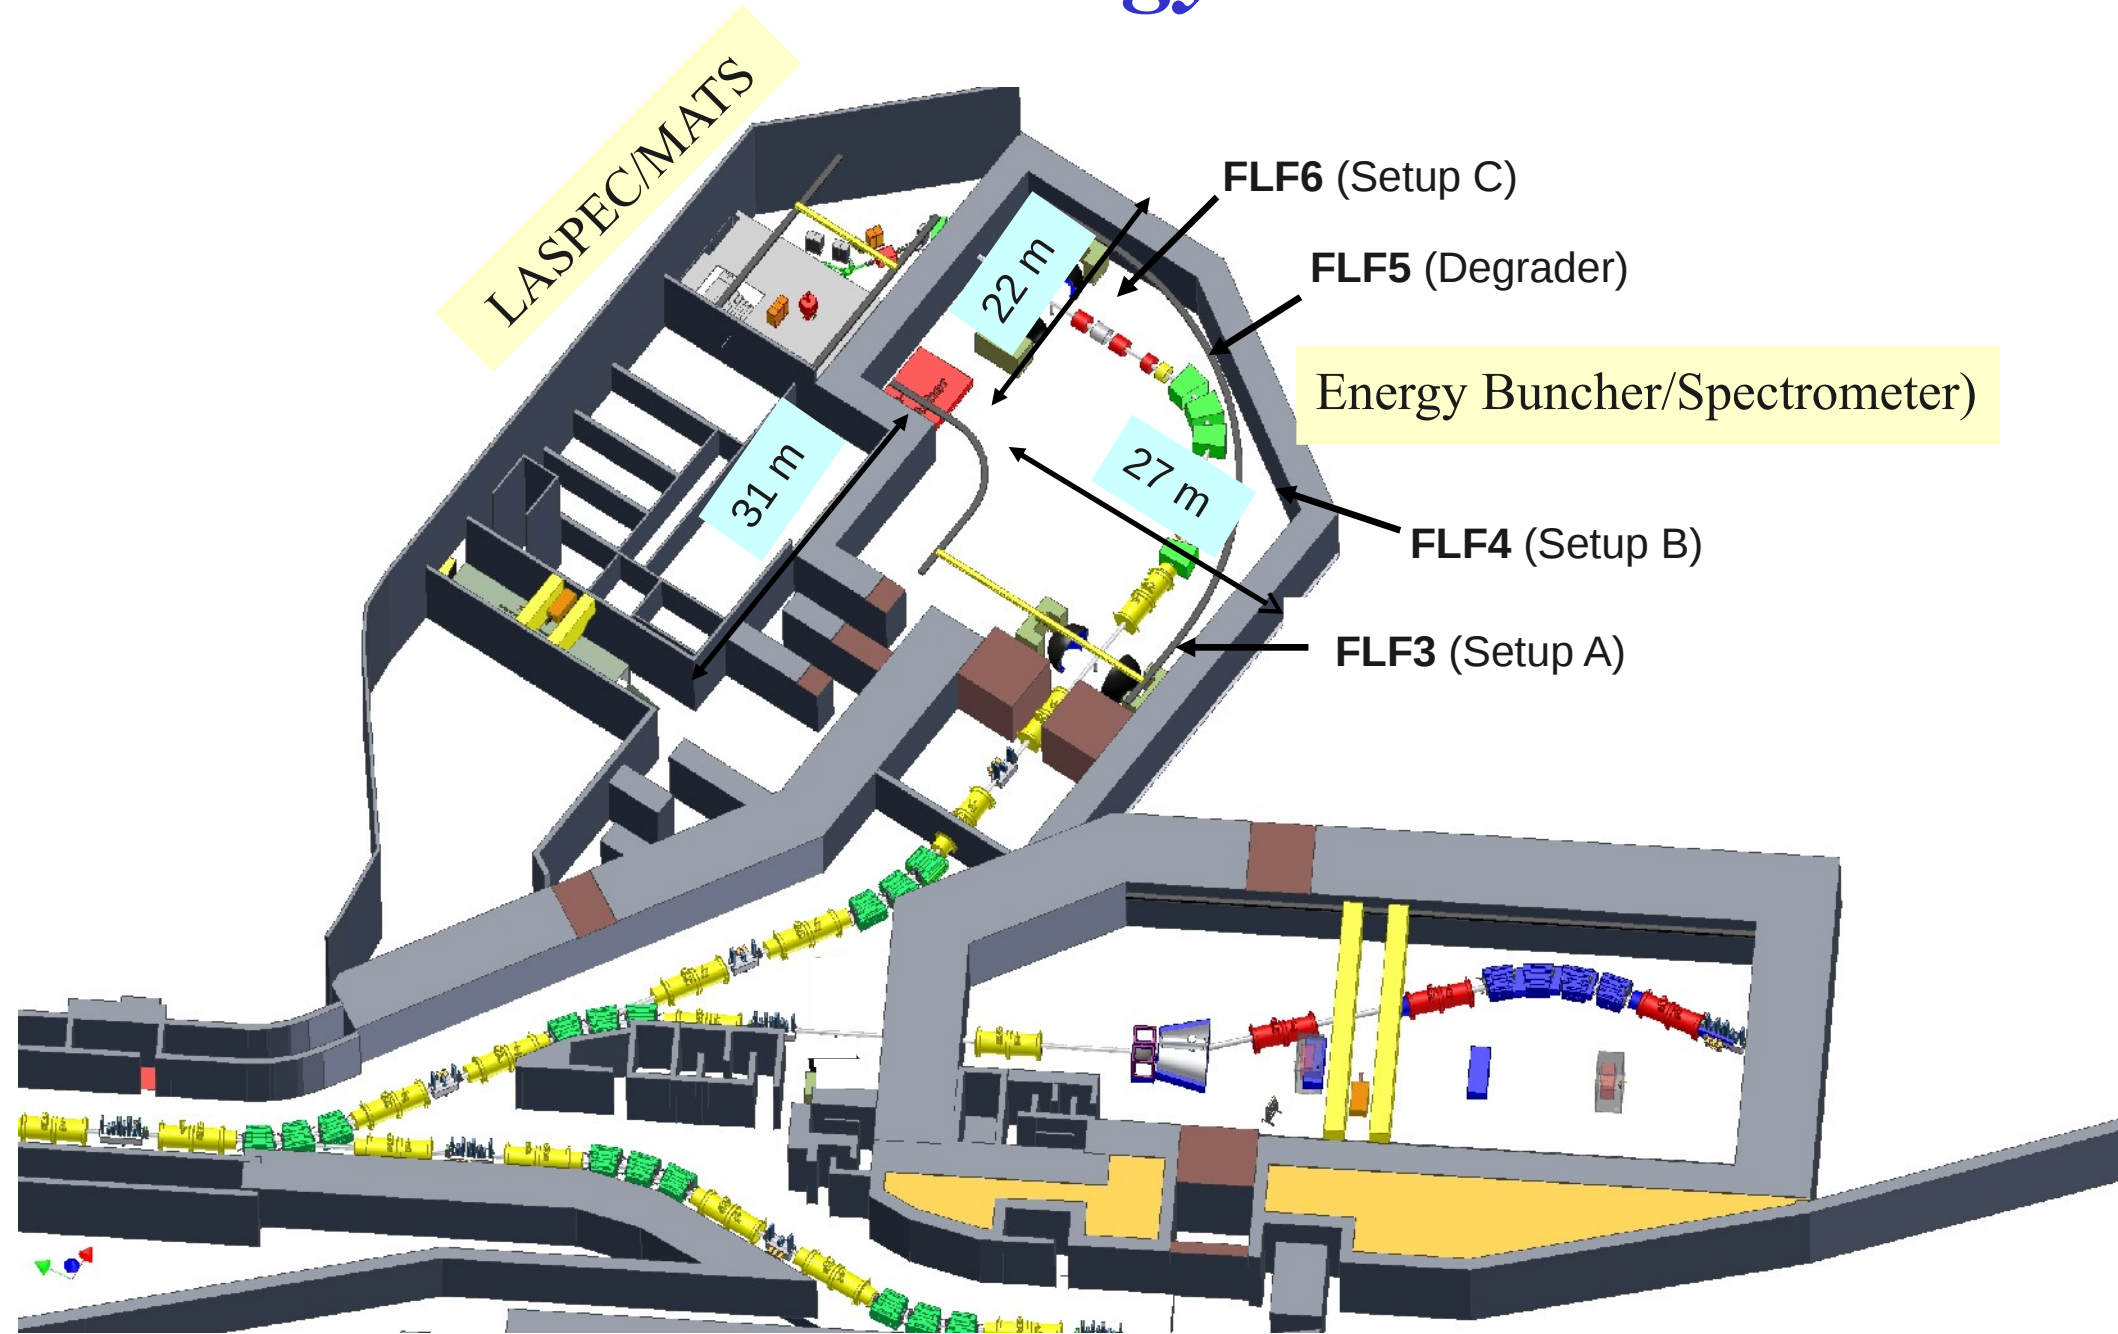 LASPEC/MATS
FLF6 (Setup C)
22 m
FLF5 (Degrader)
Energy Buncher/Spectrometer)
31 m
27 m
FLF4 (Setup B)
FLF3 (Setup A)